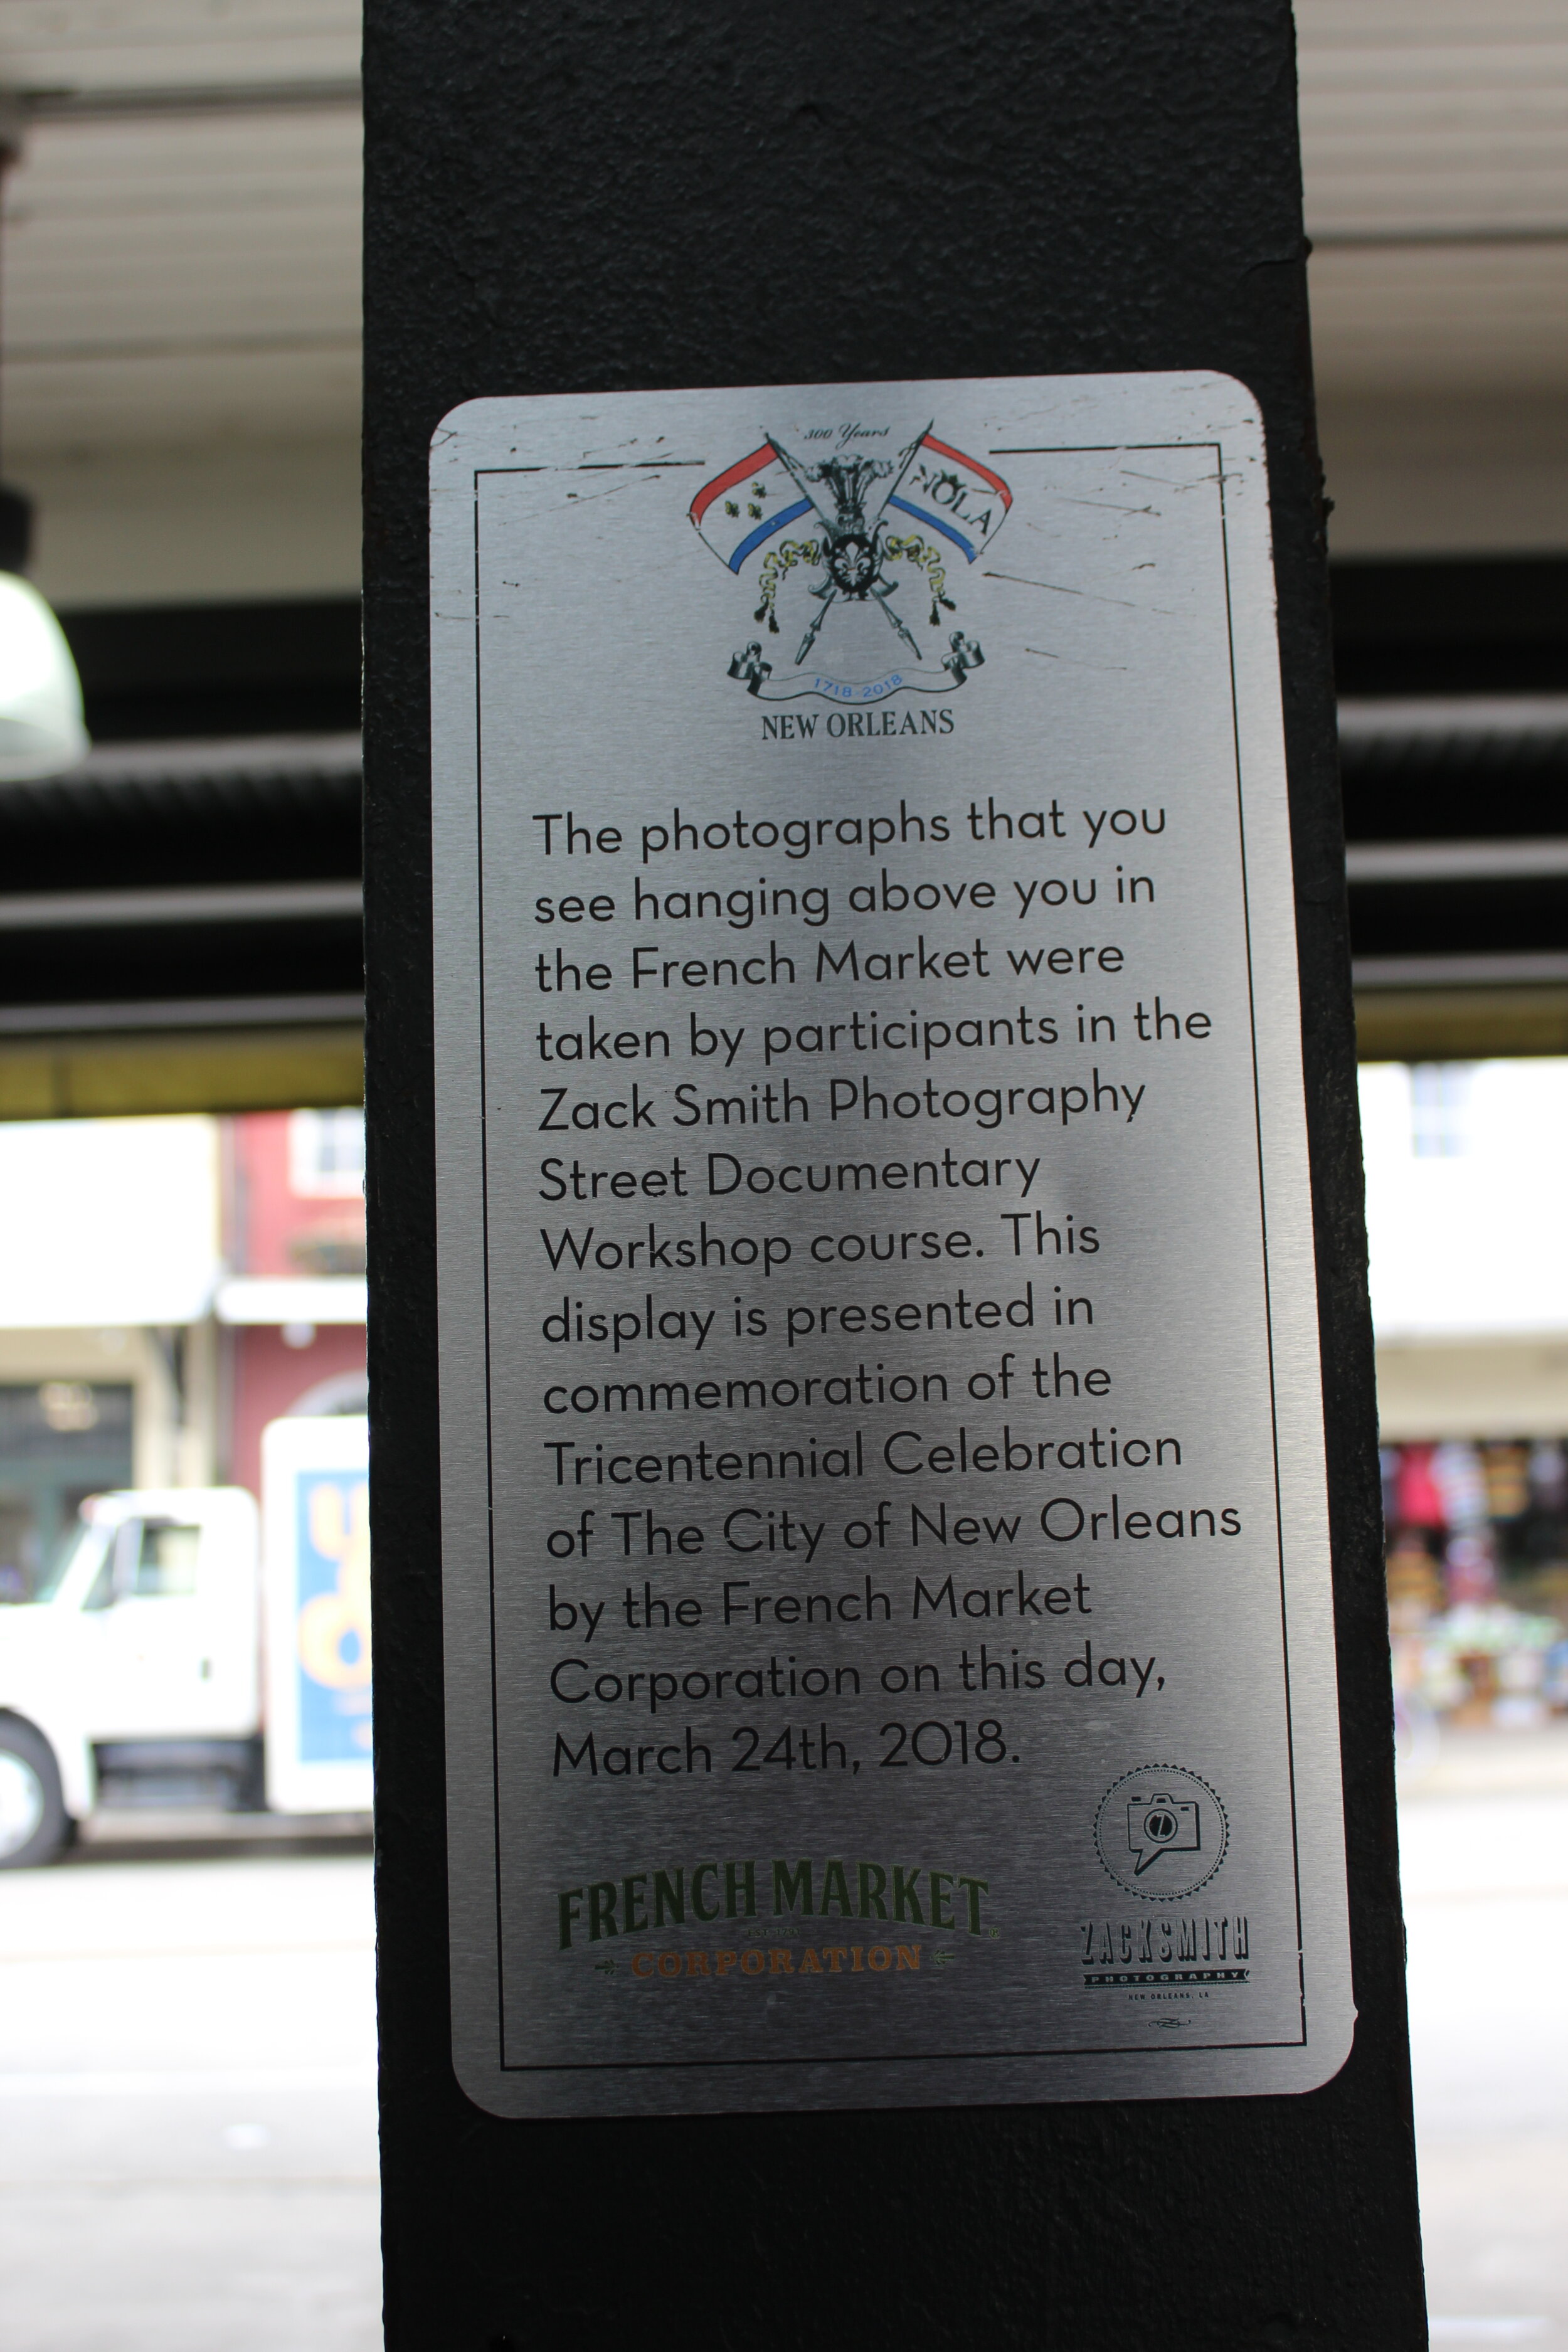 300 Years
NOLA
1718-2018
NEW ORLEANS
The photographs that you
see hanging above you in
the French Market were
taken by participants in the
Zack Smith Photography
Street Documentary
Workshop course. This
display is presented in
commemoration of the
Tricentennial Celebration
of The City of New Orleans
by the French Market
Corporation on this day,
March 24th, 2018.
FRENCH MARKET
CORPORATION
Z
ZACK SMITH
PHOTOGRAPHY
NEW ORLEANS, LA